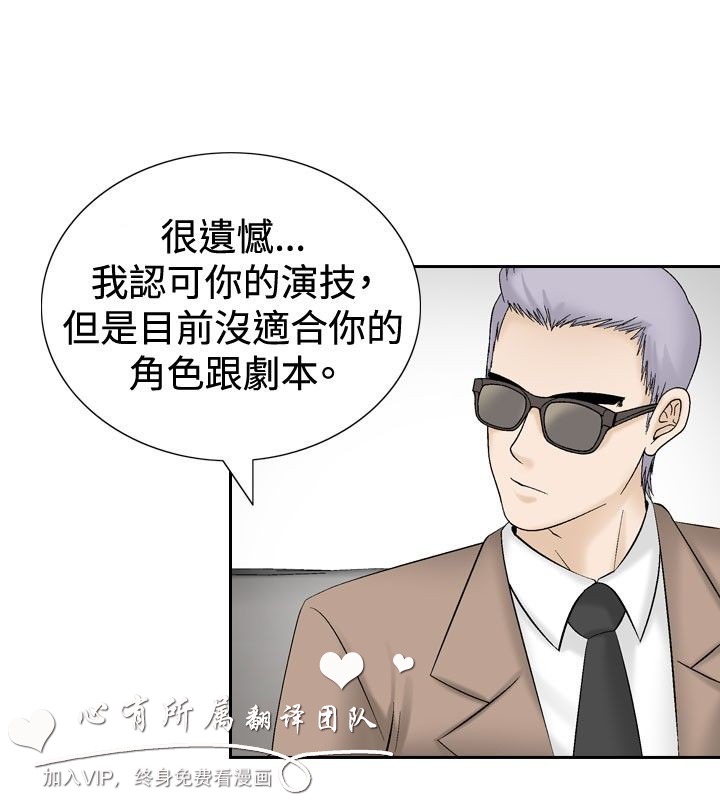 很遺憾...
我認可你的演技，
但是目前沒適合你的
角色跟劇本。
心有所属翻译团队
加入VIP，终身免费看漫画